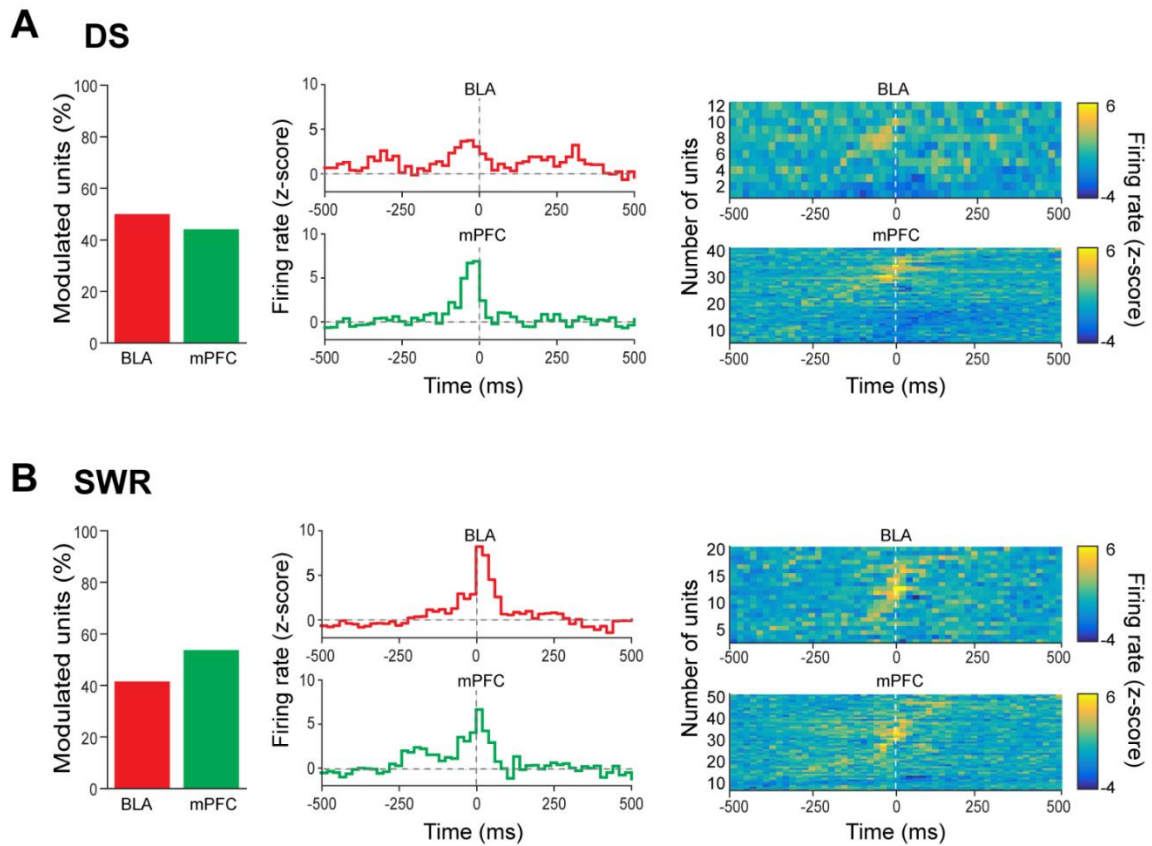 A DS
Modulated units (%)
100
80
60
40
20
0
BLA mPFC
Firing rate (z-score)
BLA
10
5
0
-500 -250 0 250 500
mPFC
10
5
0
-500 -250 0 250 500
Time (ms)
Number of units
BLA
12
10
8
6
4
2
-500 -250 0 250 500
6
-4
mPFC
40
30
20
10
-500 -250 0 250 500
6
-4
Time (ms)
Firing rate (z-score)
B SWR
Modulated units (%)
100
80
60
40
20
0
BLA mPFC
Firing rate (z-score)
BLA
10
5
0
-500 -250 0 250 500
mPFC
10
5
0
-500 -250 0 250 500
Time (ms)
Number of units
BLA
20
15
10
5
-500 -250 0 250 500
6
-4
mPFC
50
40
30
20
10
-500 -250 0 250 500
6
-4
Time (ms)
Firing rate (z-score)